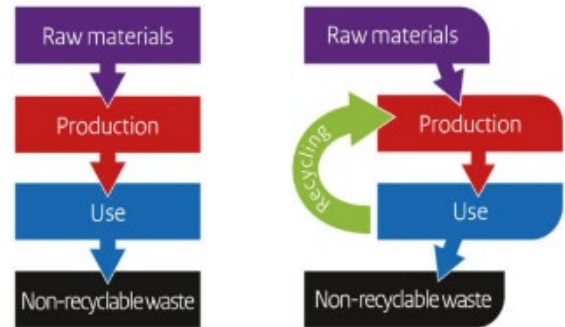 Raw materials
Production
Use
Non-recyclable waste
Raw materials
Production
Recycling
Use
Non-recyclable waste